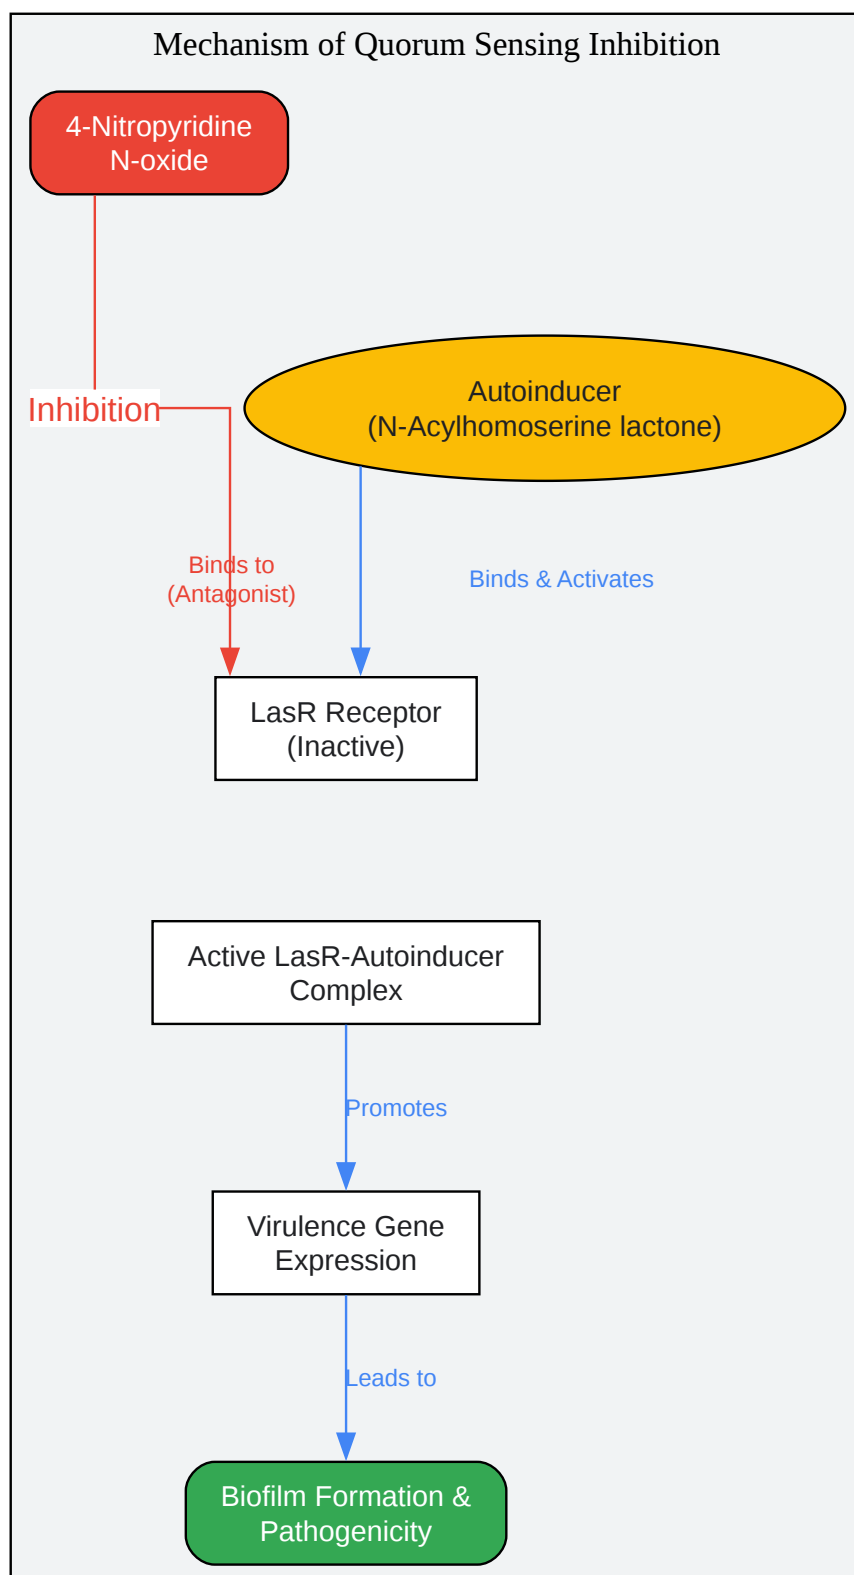 Mechanism of Quorum Sensing Inhibition
4-Nitropyridine
N-oxide
Inhibition
Autoinducer
(N-Acylhomoserine lactone)
Binds to
(Antagonist)
Binds & Activates
LasR Receptor
(Inactive)
Active LasR-Autoinducer
Complex
Promotes
Virulence Gene
Expression
Leads to
Biofilm Formation &
Pathogenicity